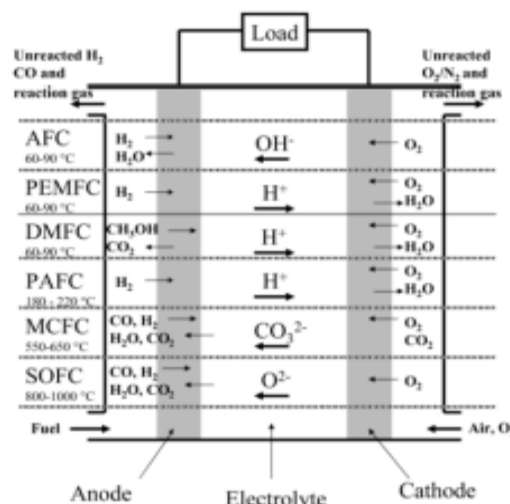 Load
Unreacted H₂
CO and
reaction gas
Unreacted
O₂/N₂ and
reaction gas
AFC
60-90 °C
H₂
H₂O
OH⁻
O₂
PEMFC
60-90 °C
H₂
H⁺
O₂
H₂O
DMFC
60-90 °C
CH₃OH
CO₂
H⁺
O₂
H₂O
PAFC
180 - 220 °C
H₂
H⁺
O₂
H₂O
MCFC
550-650 °C
CO, H₂
H₂O, CO₂
CO₃²⁻
O₂
CO₂
SOFC
800-1000 °C
CO, H₂
H₂O, CO₂
O²⁻
O₂
Fuel
Air, O
Anode
Electrolyte
Cathode